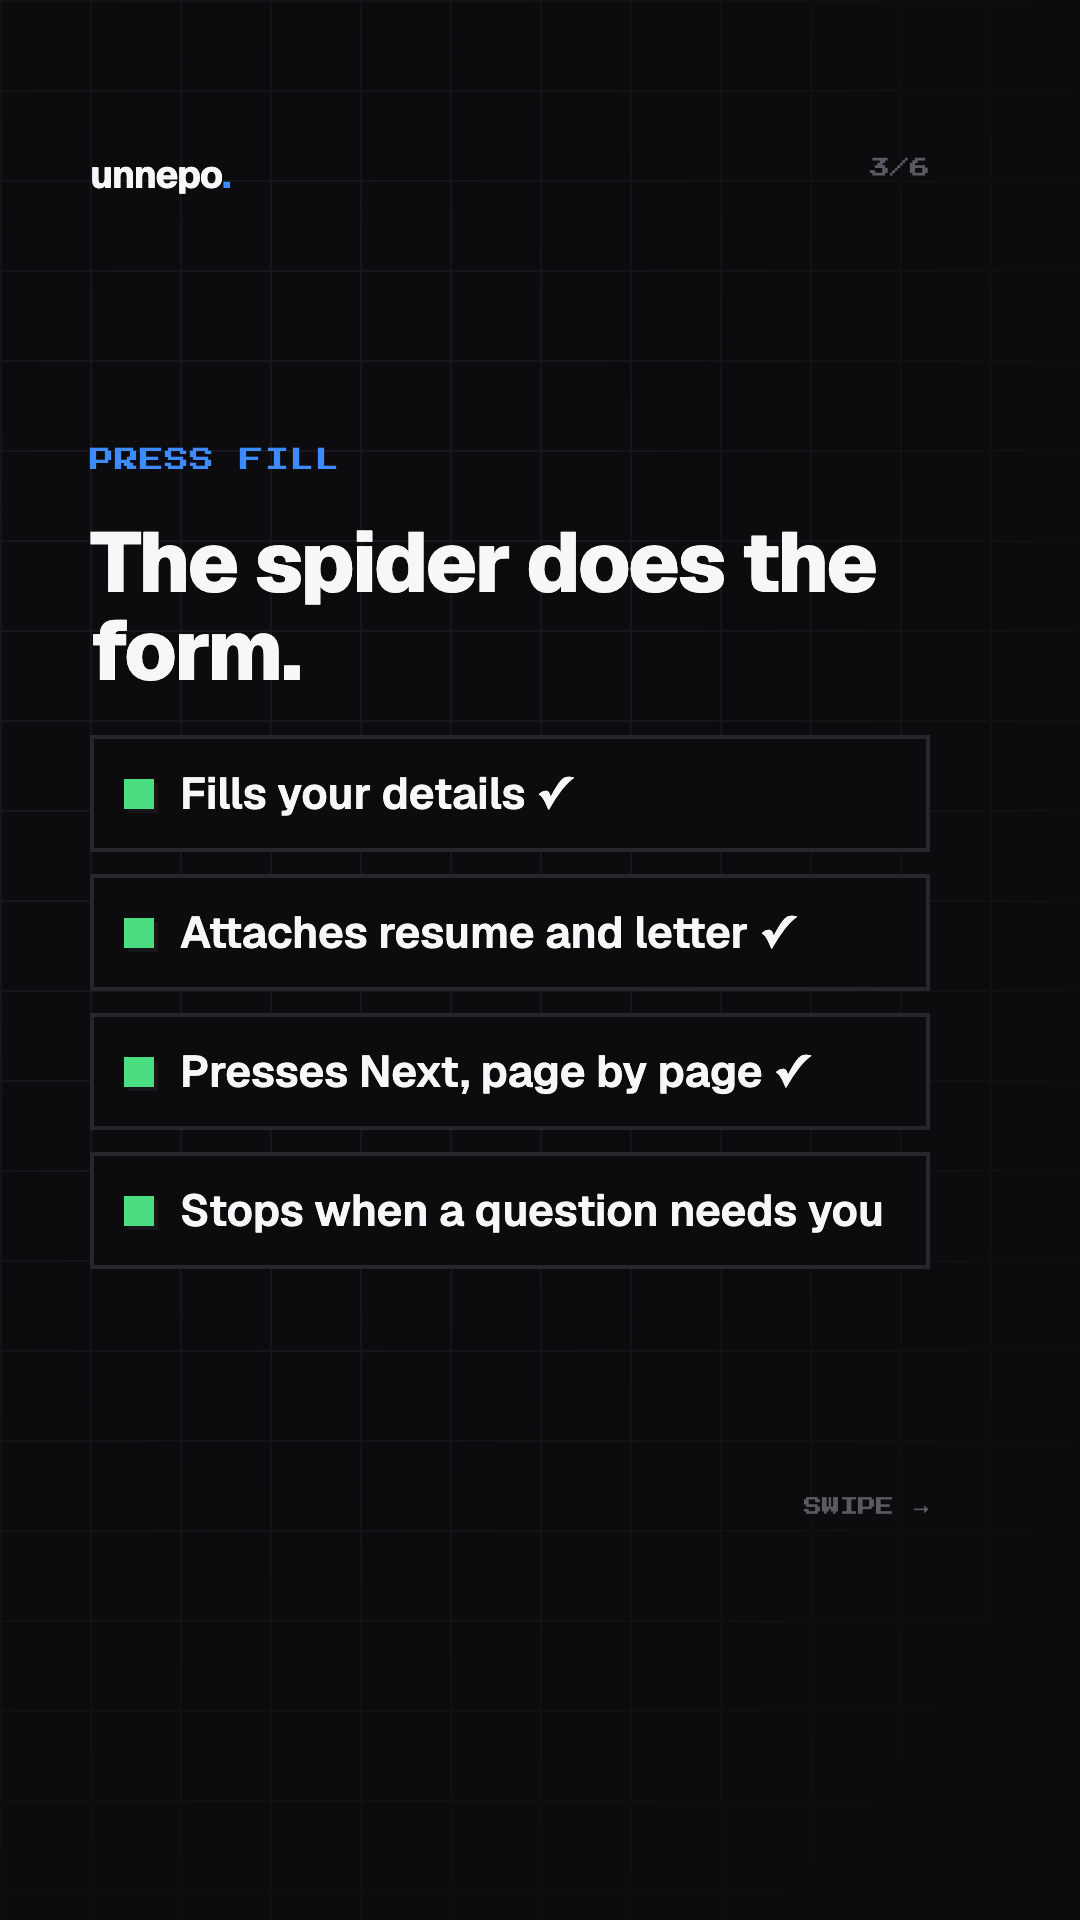 unnepo.
3/6
PRESS FILL
The spider does the
form.
Fills your details ✓
Attaches resume and letter ✓
Presses Next, page by page ✓
Stops when a question needs you
SWIPE →